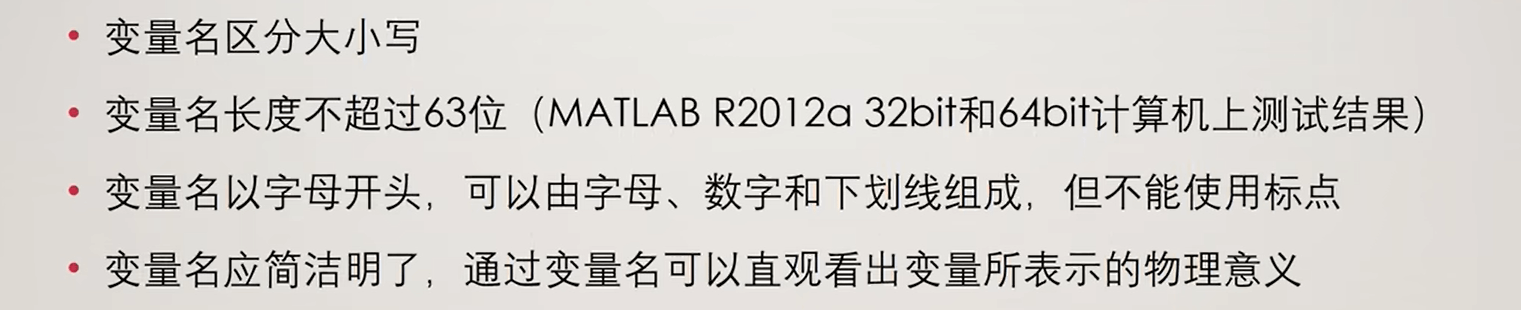 • 变量名区分大小写
• 变量名长度不超过63位（MATLAB R2012a 32bit和64bit计算机上测试结果）
• 变量名以字母开头，可以由字母、数字和下划线组成，但不能使用标点
• 变量名应简洁明了，通过变量名可以直观看出变量所表示的物理意义